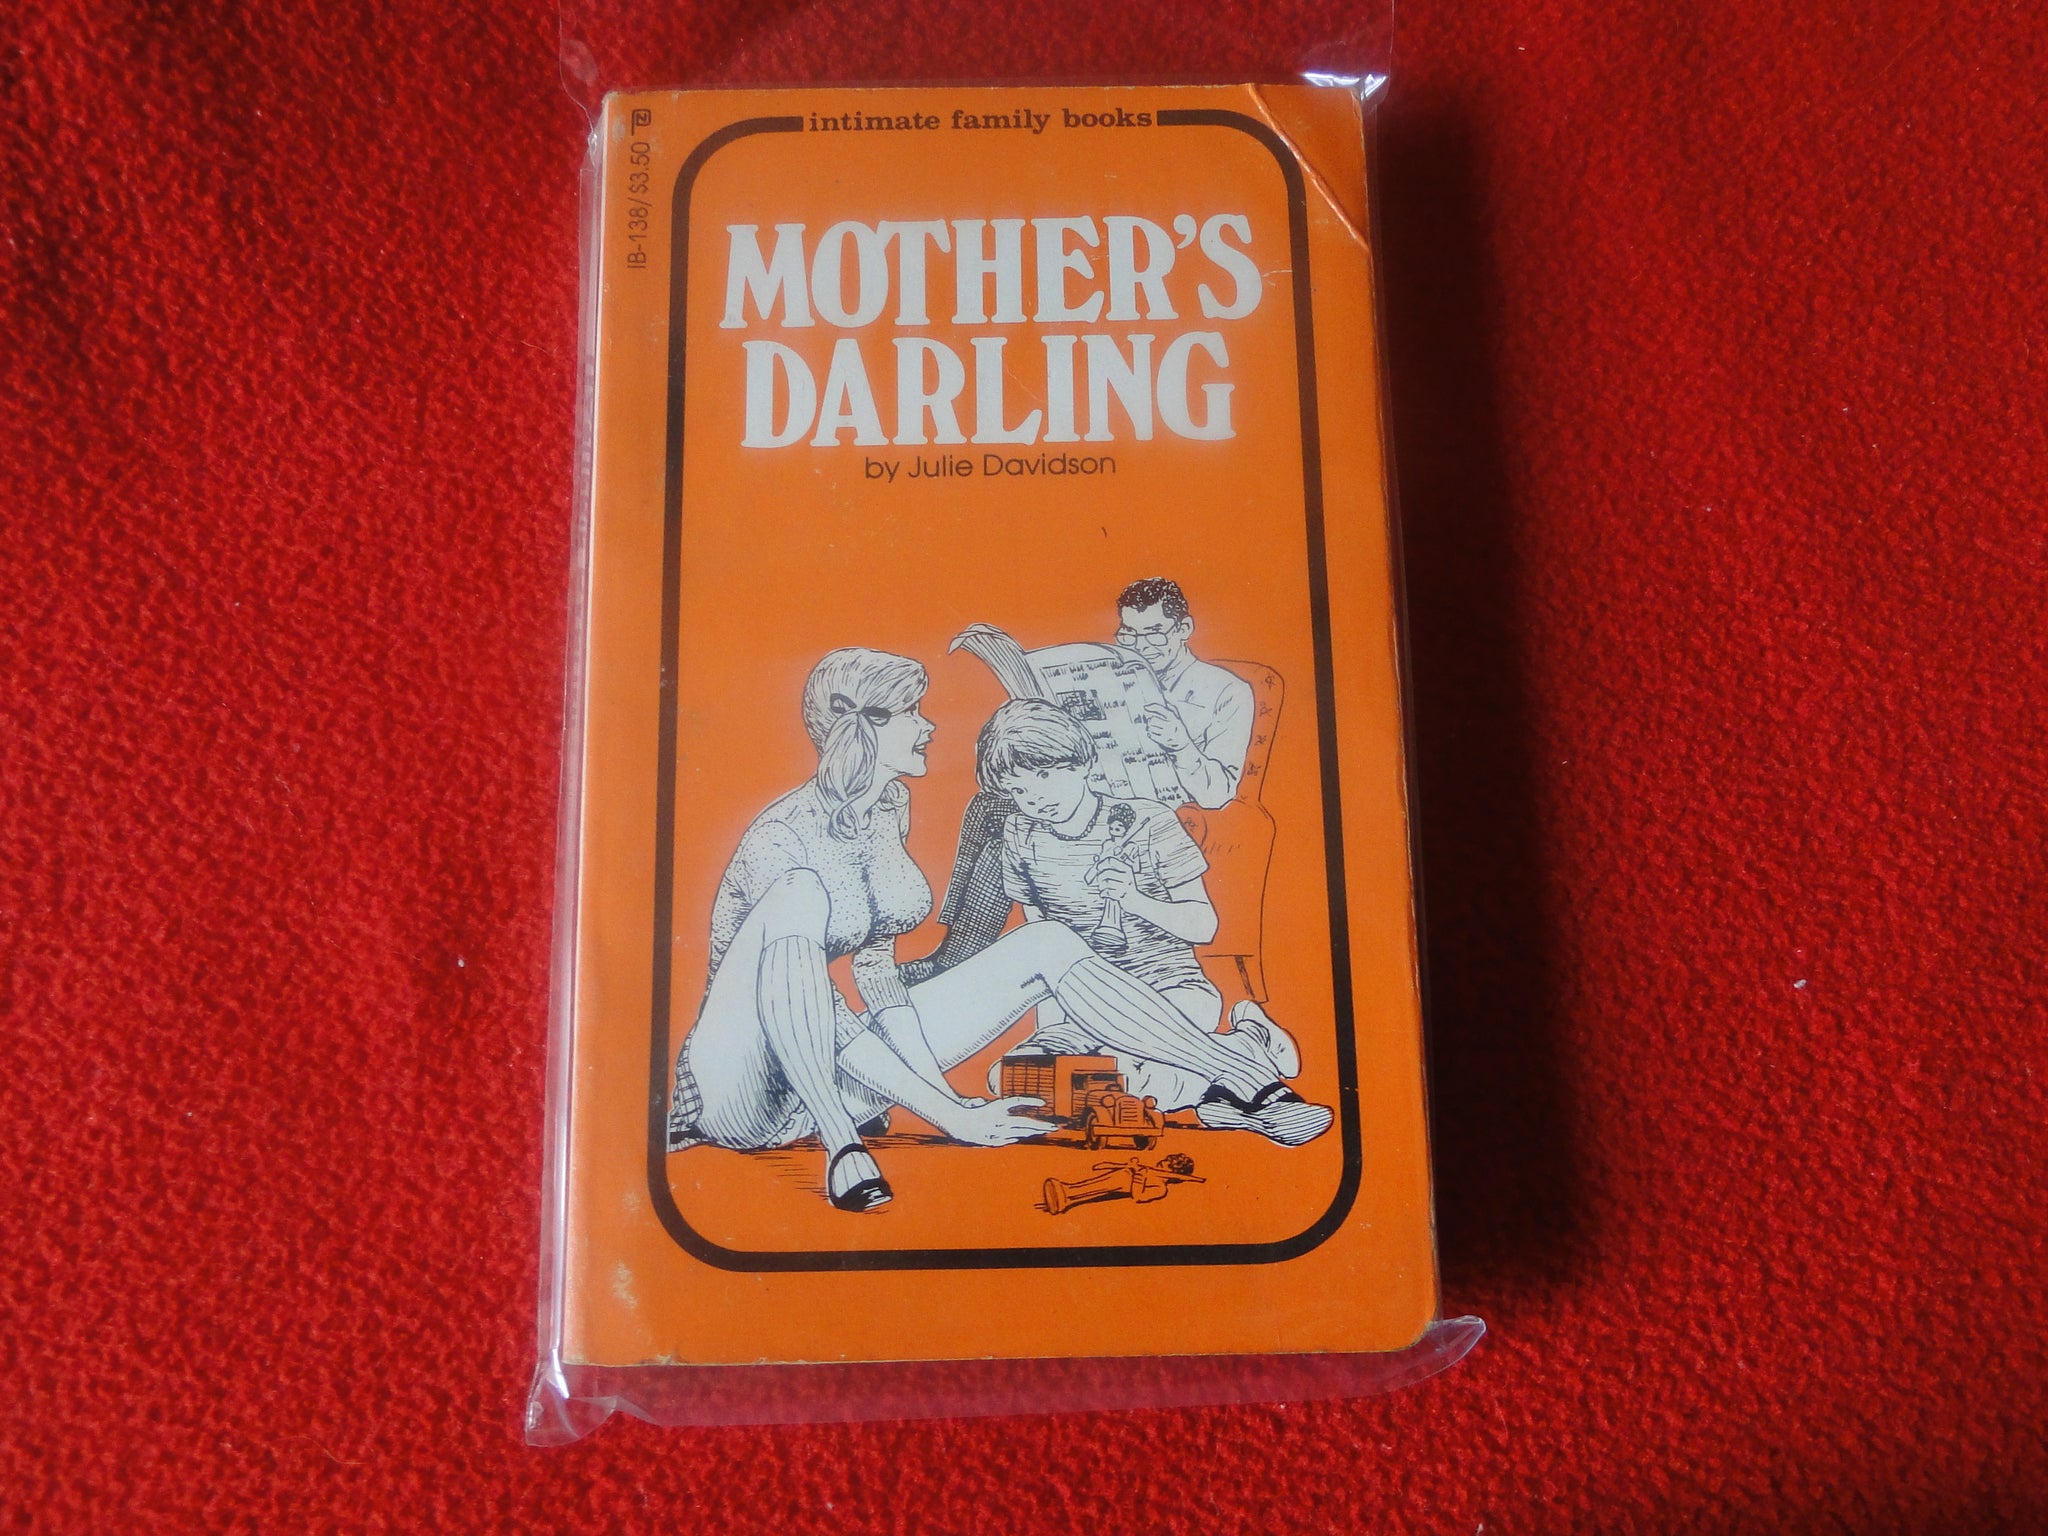 IB-138/$3.50
intimate family books
MOTHER'S
DARLING
by Julie Davidson